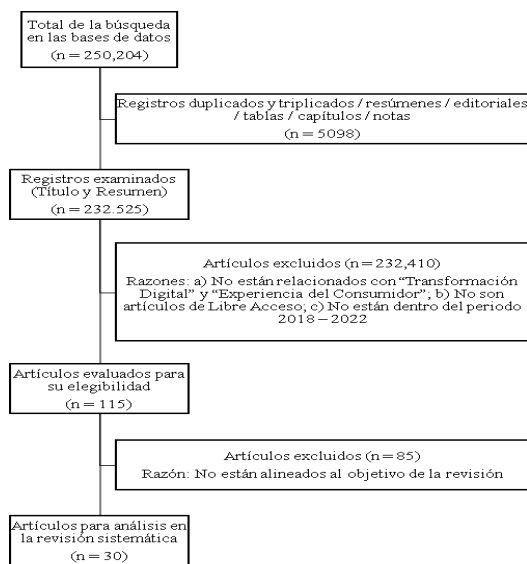 Total de la búsqueda
en las bases de datos
(n = 250,204)
Registros duplicados y triplicados / resúmenes / editoriales
/ tablas / capítulos / notas
(n = 5098)
Registros examinados
(Título y Resumen)
(n = 232.525)
Artículos excluidos (n=232,410)
Razones: a) No están relacionados con “Transformación
Digital” y “Experiencia del Consumidor”; b) No son
artículos de Libre Acceso; c) No están dentro del periodo
2018 – 2022
Artículos evaluados para
su elegibilidad
(n = 115)
Artículos excluidos (n=85)
Razón: No están alineados al objetivo de la revisión
Artículos para análisis en
la revisión sistemática
(n = 30)